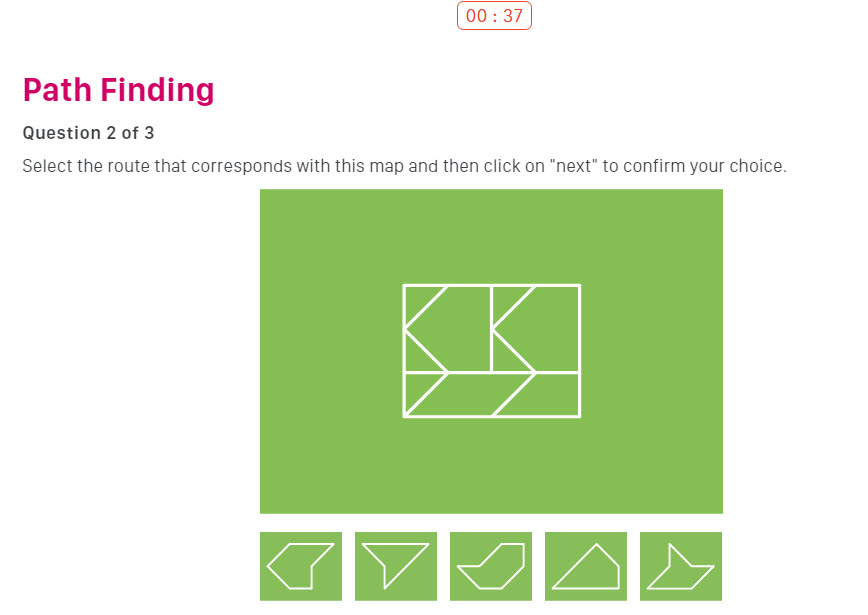 00 : 37
Path Finding
Question 2 of 3
Select the route that corresponds with this map and then click on "next" to confirm your choice.